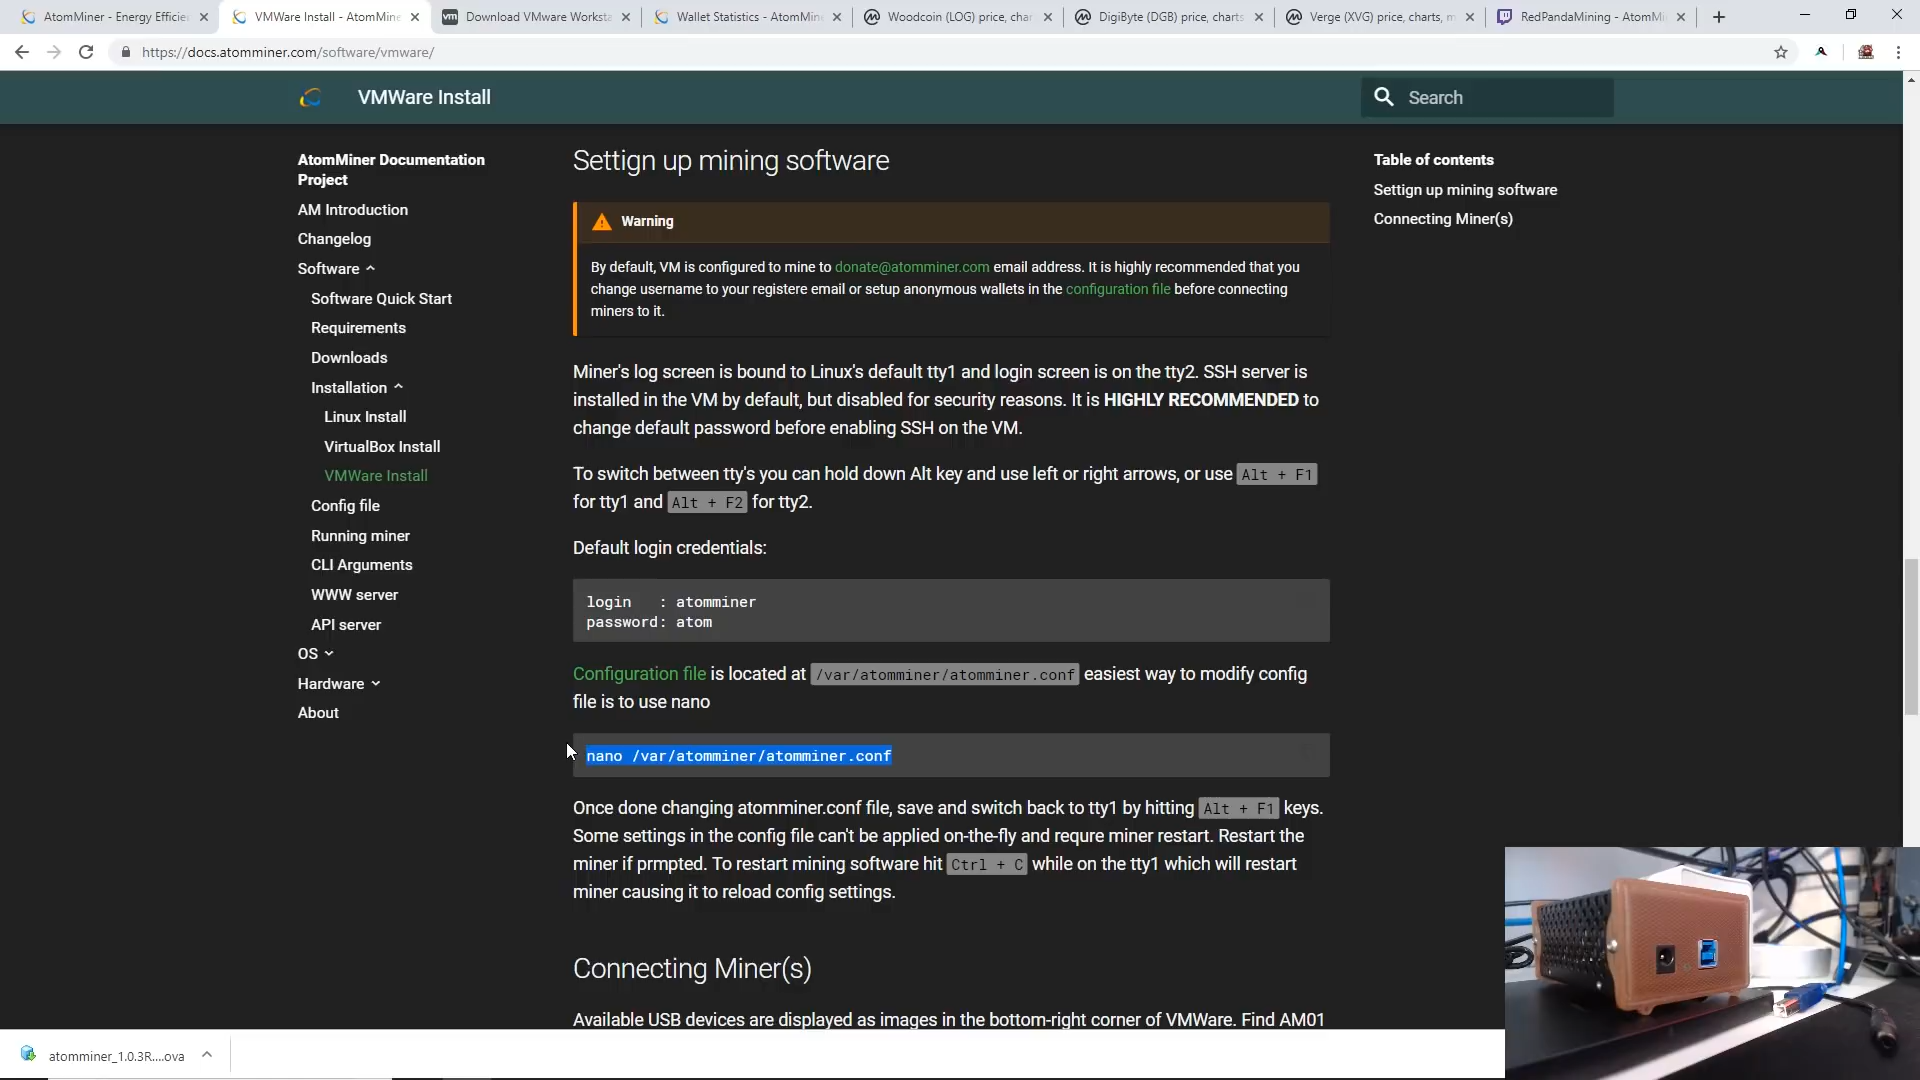 AtomMiner - Energy Efficie
VMWare Install - AtomMine
Download VMware Worksta
Wallet Statistics - AtomMin
Woodcoin (LOG) price, char
DigiByte (DGB) price, charts
Verge (XVG) price, charts, m
RedPandaMining - AtomMi
https://docs.atomminer.com/software/vmware/
VMWare Install
Search
AtomMiner Documentation
Project
AM Introduction
Changelog
Software
Software Quick Start
Requirements
Downloads
Installation
Linux Install
VirtualBox Install
VMWare Install
Config file
Running miner
CLI Arguments
WWW server
API server
OS
Hardware
About
Settign up mining software
Warning
By default, VM is configured to mine to donate@atomminer.com email address. It is highly recommended that you
change username to your registere email or setup anonymous wallets in the configuration file before connecting
miners to it.
Miner's log screen is bound to Linux's default tty1 and login screen is on the tty2. SSH server is
installed in the VM by default, but disabled for security reasons. It is HIGHLY RECOMMENDED to
change default password before enabling SSH on the VM.
To switch between tty's you can hold down Alt key and use left or right arrows, or use Alt + F1
for tty1 and Alt + F2 for tty2.
Default login credentials:
login : atomminer
password: atom
Configuration file is located at /var/atomminer/atomminer.conf easiest way to modify config
file is to use nano
nano /var/atomminer/atomminer.conf
Once done changing atomminer.conf file, save and switch back to tty1 by hitting Alt + F1 keys.
Some settings in the config file can't be applied on-the-fly and requre miner restart. Restart the
miner if prmpted. To restart mining software hit Ctrl + C while on the tty1 which will restart
miner causing it to reload config settings.
Connecting Miner(s)
Available USB devices are displayed as images in the bottom-right corner of VMWare. Find AM01
Table of contents
Settign up mining software
Connecting Miner(s)
atomminer_1.0.3R....ova